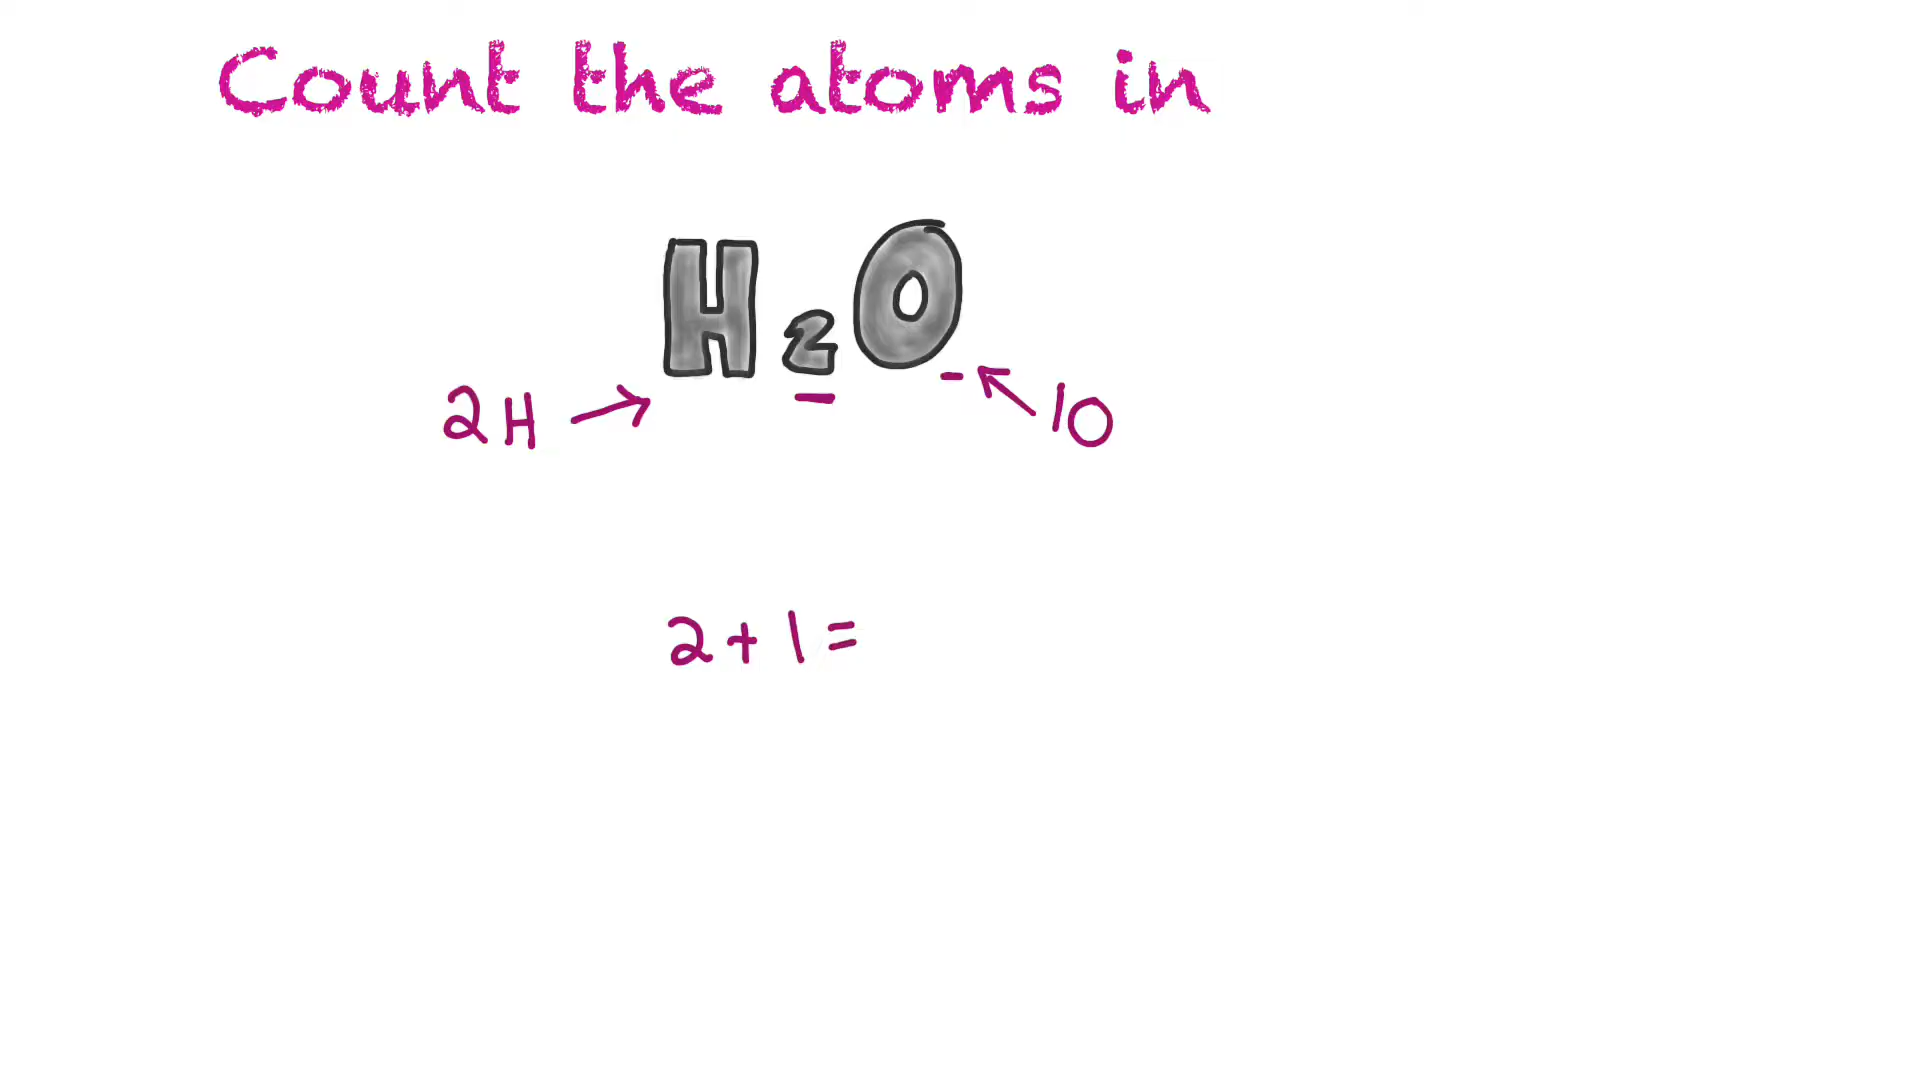 Count the atoms in
H₂O
2H → 1O
2 + 1 =